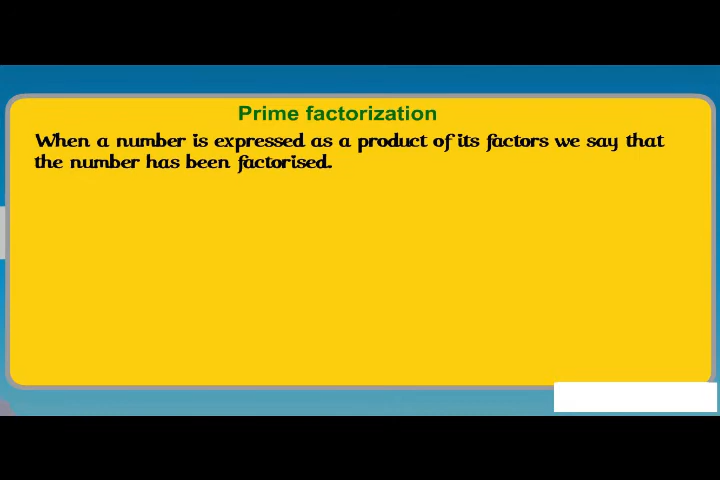 Prime factorization
When a number is expressed as a product of its factors we say that
the number has been factorised.